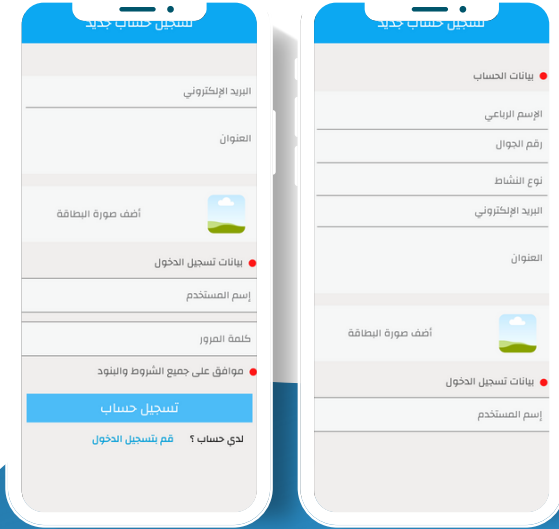 تسجيل حساب جديد
بيانات الحساب
الإسم الرباعي
رقم الجوال
نوع النشاط
البريد الإلكتروني
العنوان
أضف صورة البطاقة
بيانات تسجيل الدخول
إسم المستخدم
تسجيل حساب جديد
البريد الإلكتروني
العنوان
أضف صورة البطاقة
بيانات تسجيل الدخول
إسم المستخدم
كلمة المرور
موافق على جميع الشروط والبنود
تسجيل حساب
لدي حساب ؟ قم بتسجيل الدخول